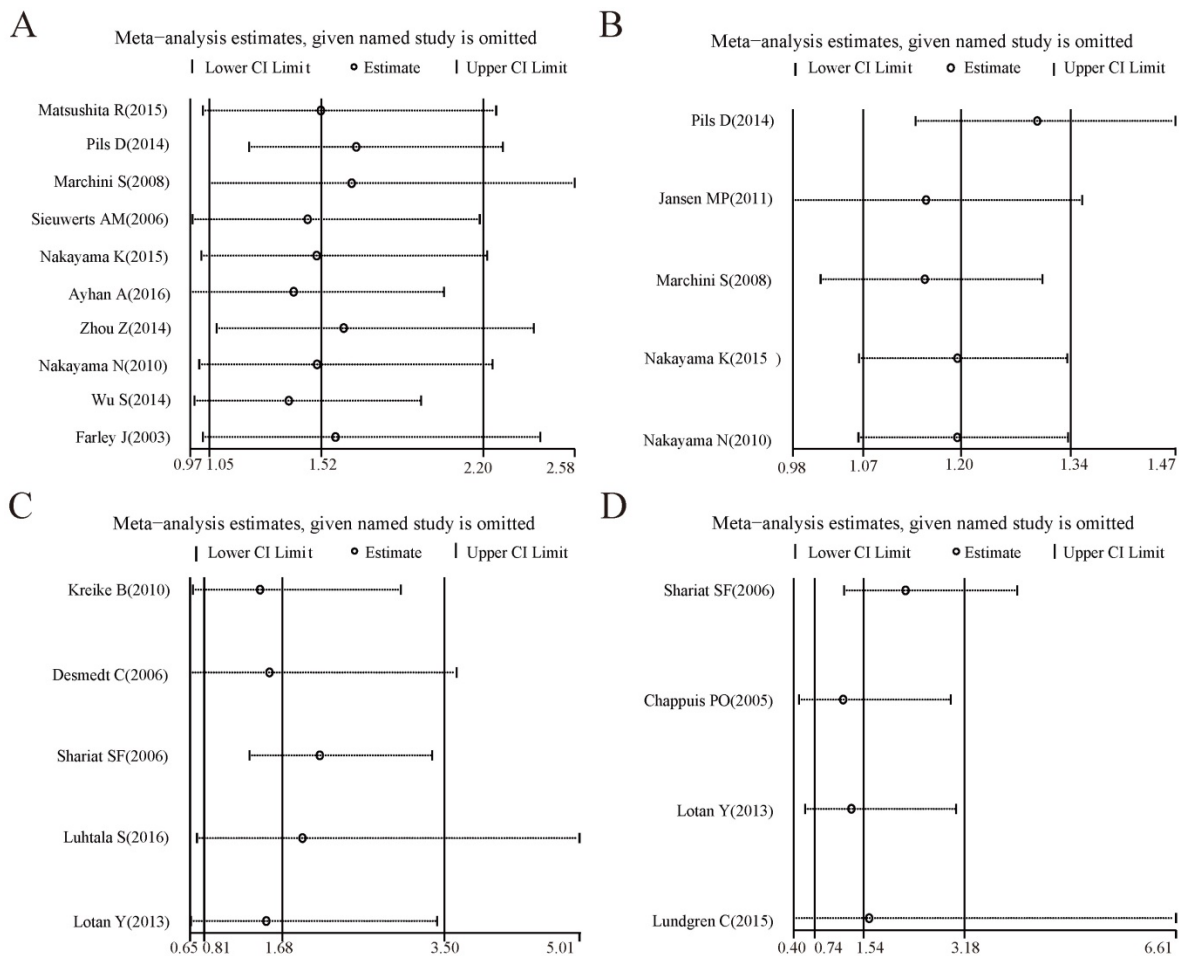 A
Meta-analysis estimates, given named study is omitted
Lower CI Limit Estimate Upper CI Limit
Matsushita R(2015)
Pils D(2014)
Marchini S(2008)
Sieuwerts AM(2006)
Nakayama K(2015)
Ayhan A(2016)
Zhou Z(2014)
Nakayama N(2010)
Wu S(2014)
Farley J(2003)
0.97 1.05 1.52 2.20 2.58
B
Meta-analysis estimates, given named study is omitted
Lower CI Limit Estimate Upper CI Limit
Pils D(2014)
Jansen MP(2011)
Marchini S(2008)
Nakayama K(2015 )
Nakayama N(2010)
0.98 1.07 1.20 1.34 1.47
C
Meta-analysis estimates, given named study is omitted
Lower CI Limit Estimate Upper CI Limit
Kreike B(2010)
Desmedt C(2006)
Shariat SF(2006)
Luhtala S(2016)
Lotan Y(2013)
0.65 0.81 1.68 3.50 5.01
D
Meta-analysis estimates, given named study is omitted
Lower CI Limit Estimate Upper CI Limit
Shariat SF(2006)
Chappuis PO(2005)
Lotan Y(2013)
Lundgren C(2015)
0.40 0.74 1.54 3.18 6.61